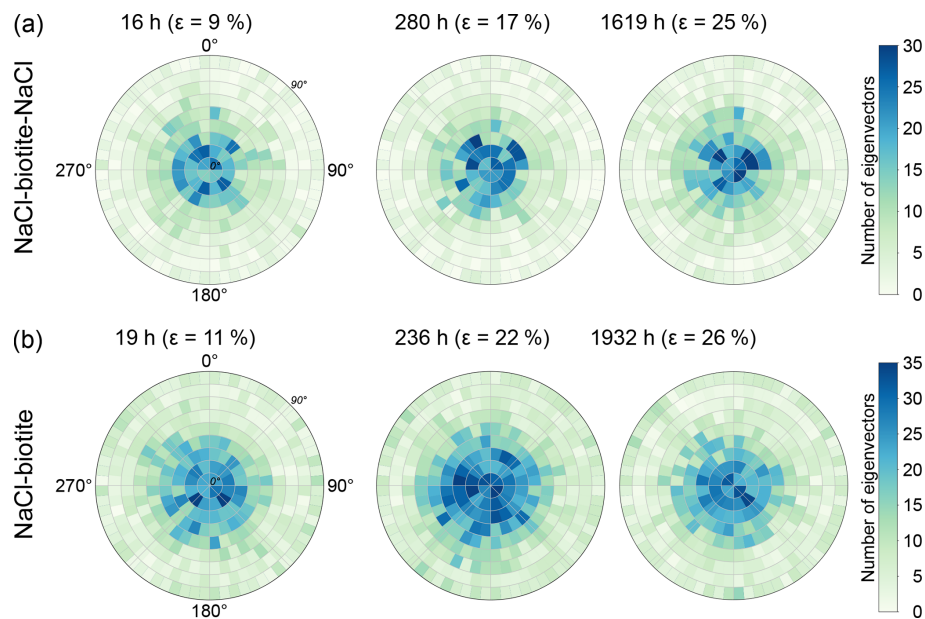 (a)
16 h (ε = 9 %)
280 h (ε = 17 %)
1619 h (ε = 25 %)
NaCl-biotite-NaCl
0°
90°
0°
270°
90°
180°
Number of eigenvectors
30
25
20
15
10
5
0
(b)
19 h (ε = 11 %)
236 h (ε = 22 %)
1932 h (ε = 26 %)
NaCl-biotite
0°
90°
0°
270°
90°
180°
Number of eigenvectors
35
30
25
20
15
10
5
0